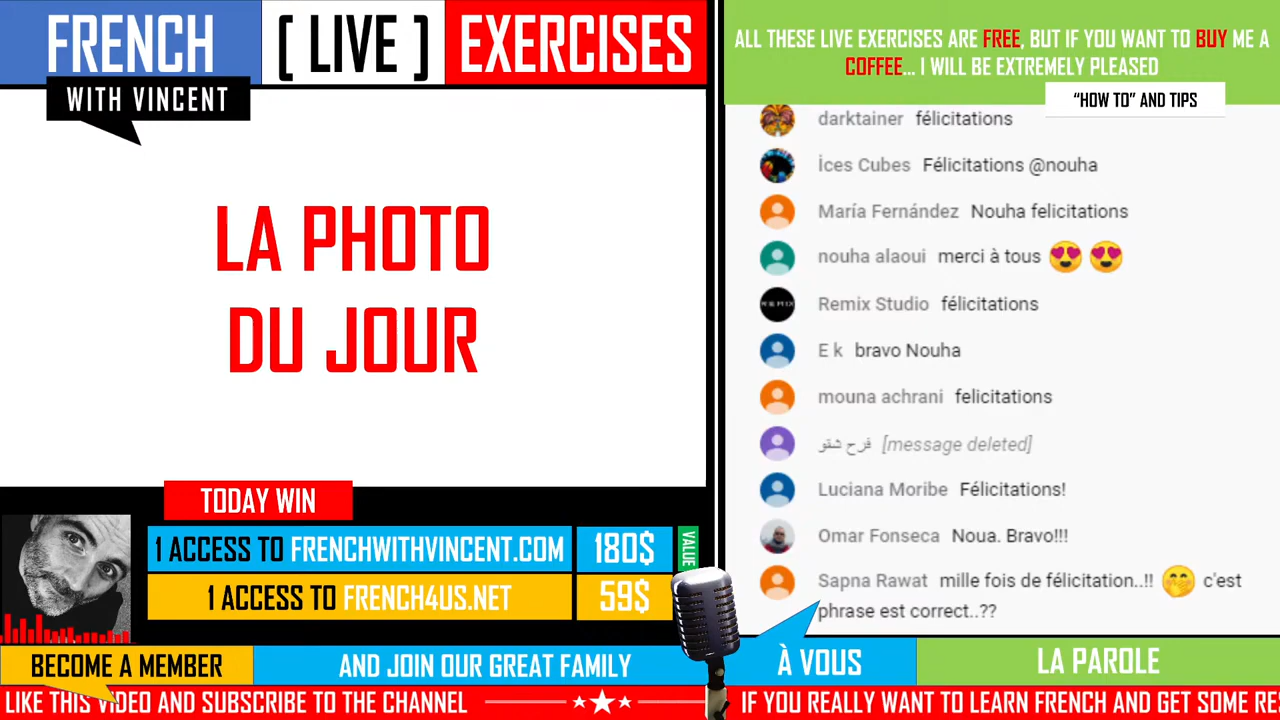 FRENCH [ LIVE ] EXERCISES
WITH VINCENT
LA PHOTO
DU JOUR
TODAY WIN
1 ACCESS TO FRENCHWITHVINCENT.COM 180$
VALUE
1 ACCESS TO FRENCH4US.NET 59$
BECOME A MEMBER AND JOIN OUR GREAT FAMILY
ALL THESE LIVE EXERCISES ARE FREE, BUT IF YOU WANT TO BUY ME A
COFFEE... I WILL BE EXTREMELY PLEASED
“HOW TO” AND TIPS
darktainer félicitations
İces Cubes Félicitations @nouha
María Fernández Nouha felicitations
nouha alaoui merci à tous 😍 😍
Remix Studio félicitations
E k bravo Nouha
mouna achrani felicitations
فرح شقو [message deleted]
Luciana Moribe Félicitations!
Omar Fonseca Noua. Bravo!!!
Sapna Rawat mille fois de félicitation..!! 🤭 c'est
phrase est correct..??
À VOUS LA PAROLE
LIKE THIS VIDEO AND SUBSCRIBE TO THE CHANNEL IF YOU REALLY WANT TO LEARN FRENCH AND GET SOME RES